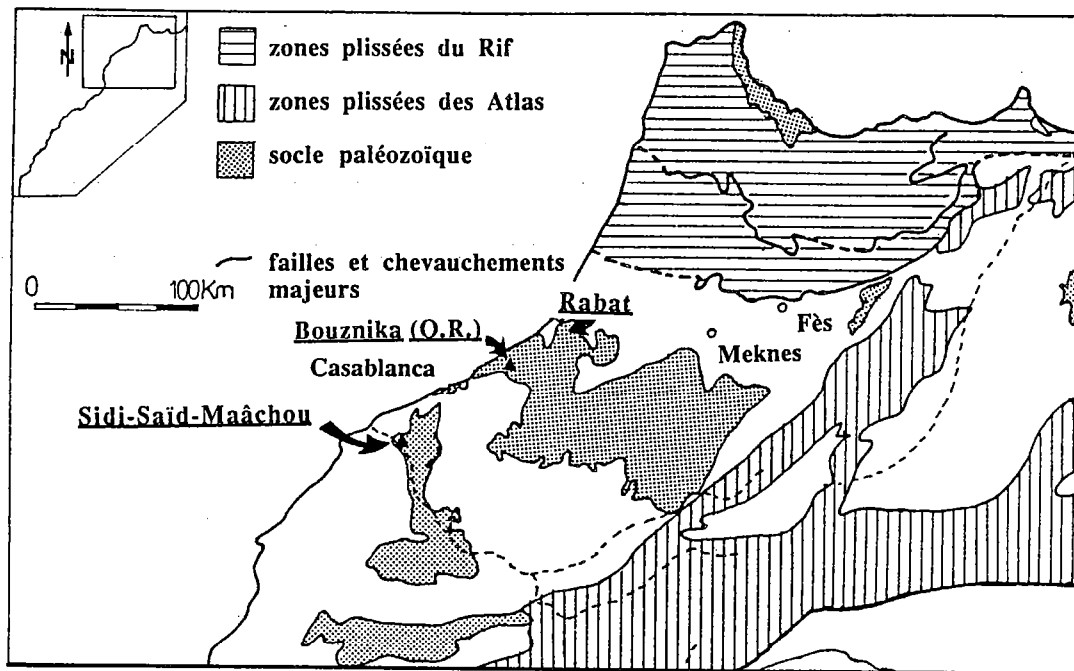 N
zones plissées du Rif
zones plissées des Atlas
socle paléozoïque
failles et chevauchements
majeurs
0 100Km
Rabat
Bouznika (O.R.)
Casablanca
Fès
Meknes
Sidi-Saïd-Maâchou